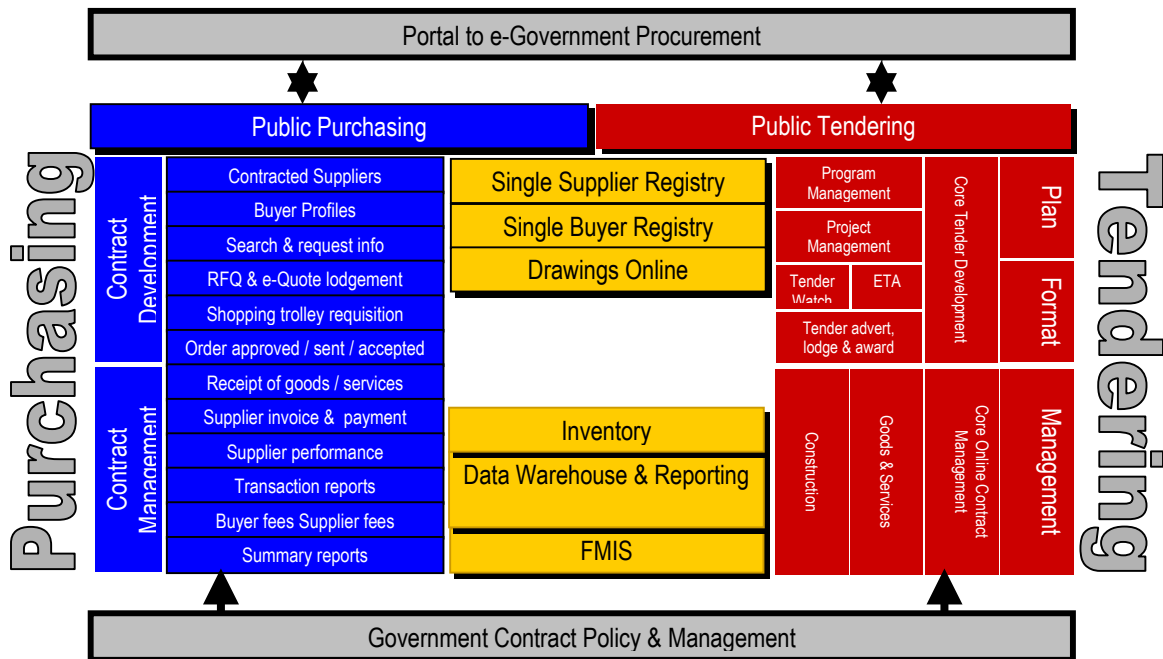 Portal to e-Government Procurement
Public Purchasing
Public Tendering
Purchasing
Contract
Development
Contract
Management
Contracted Suppliers
Buyer Profiles
Search & request info
RFQ & e-Quote lodgement
Shopping trolley requisition
Order approved / sent / accepted
Receipt of goods / services
Supplier invoice & payment
Supplier performance
Transaction reports
Buyer fees Supplier fees
Summary reports
Single Supplier Registry
Single Buyer Registry
Drawings Online
Inventory
Data Warehouse & Reporting
FMIS
Program
Management
Project
Management
Tender
Watch
ETA
Tender advert,
lodge & award
Core Tender Development
Plan
Format
Construction
Goods & Services
Core Online Contract
Management
Management
Tendering
Government Contract Policy & Management